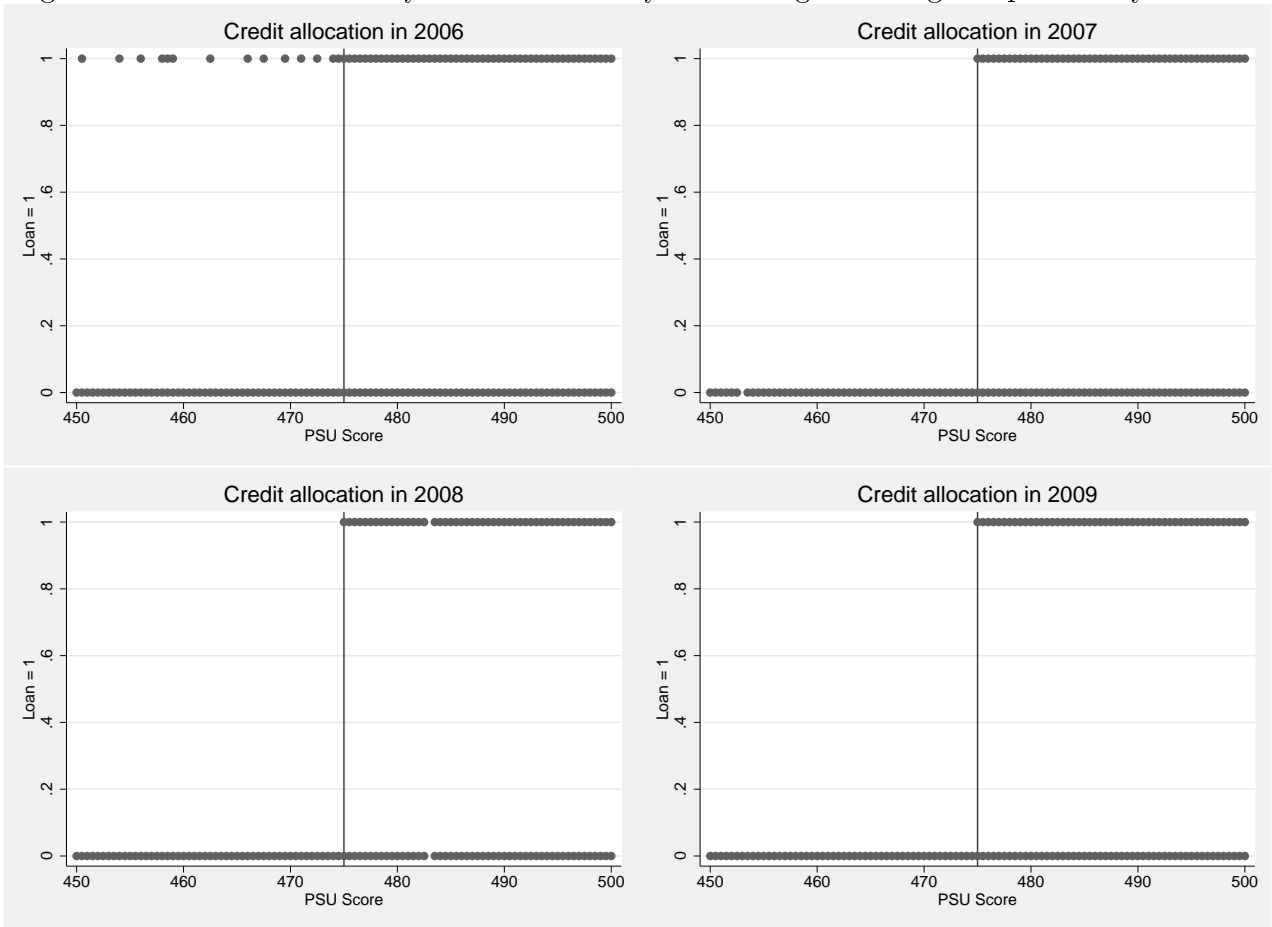 Credit allocation in 2006
Loan = 1
1
.8
.6
.4
.2
0
450 460 470 480 490 500
PSU Score
Credit allocation in 2007
Loan = 1
1
.8
.6
.4
.2
0
450 460 470 480 490 500
PSU Score
Credit allocation in 2008
Loan = 1
1
.8
.6
.4
.2
0
450 460 470 480 490 500
PSU Score
Credit allocation in 2009
Loan = 1
1
.8
.6
.4
.2
0
450 460 470 480 490 500
PSU Score